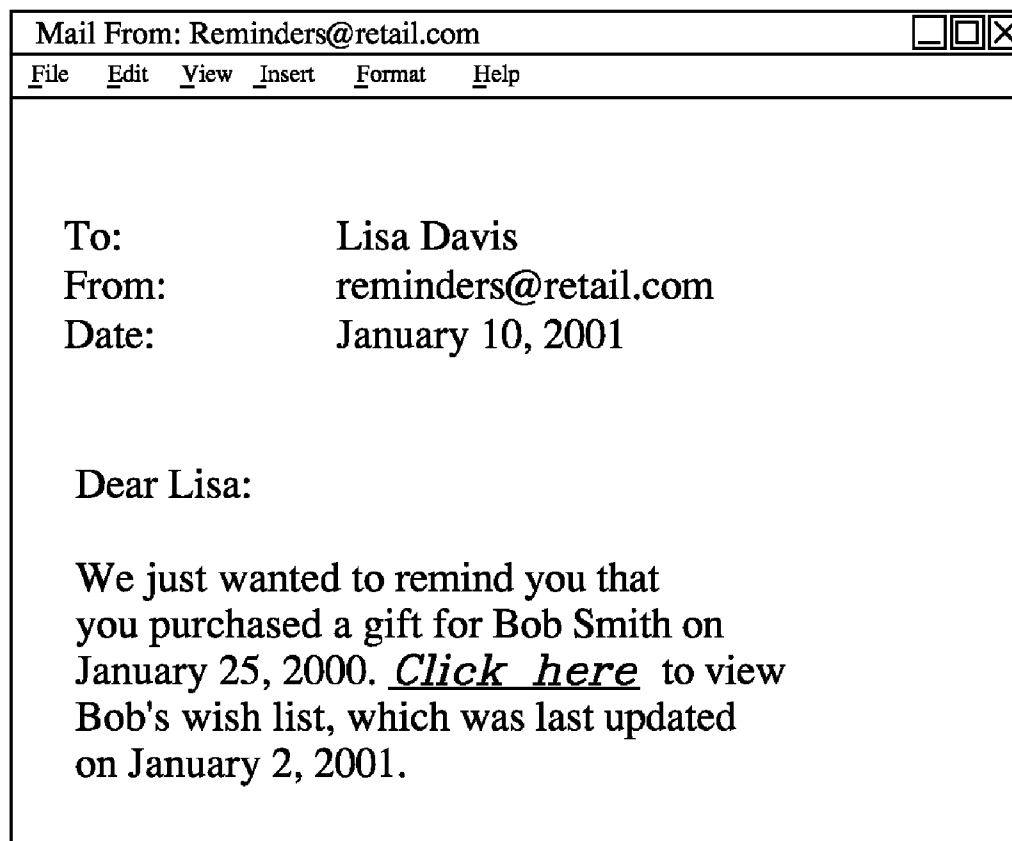 Mail From: Reminders@retail.com
File Edit View Insert Format Help
To: Lisa Davis
From: reminders@retail.com
Date: January 10, 2001
Dear Lisa:
We just wanted to remind you that
you purchased a gift for Bob Smith on
January 25, 2000. Click here to view
Bob's wish list, which was last updated
on January 2, 2001.